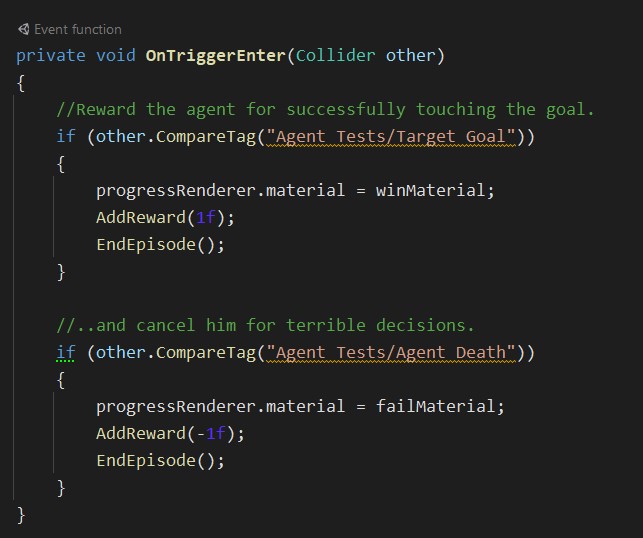 Event function
private void OnTriggerEnter(Collider other)
{
    //Reward the agent for successfully touching the goal.
    if (other.CompareTag("Agent Tests/Target Goal"))
    {
        progressRenderer.material = winMaterial;
        AddReward(1f);
        EndEpisode();
    }

    //..and cancel him for terrible decisions.
    if (other.CompareTag("Agent Tests/Agent Death"))
    {
        progressRenderer.material = failMaterial;
        AddReward(-1f);
        EndEpisode();
    }
}